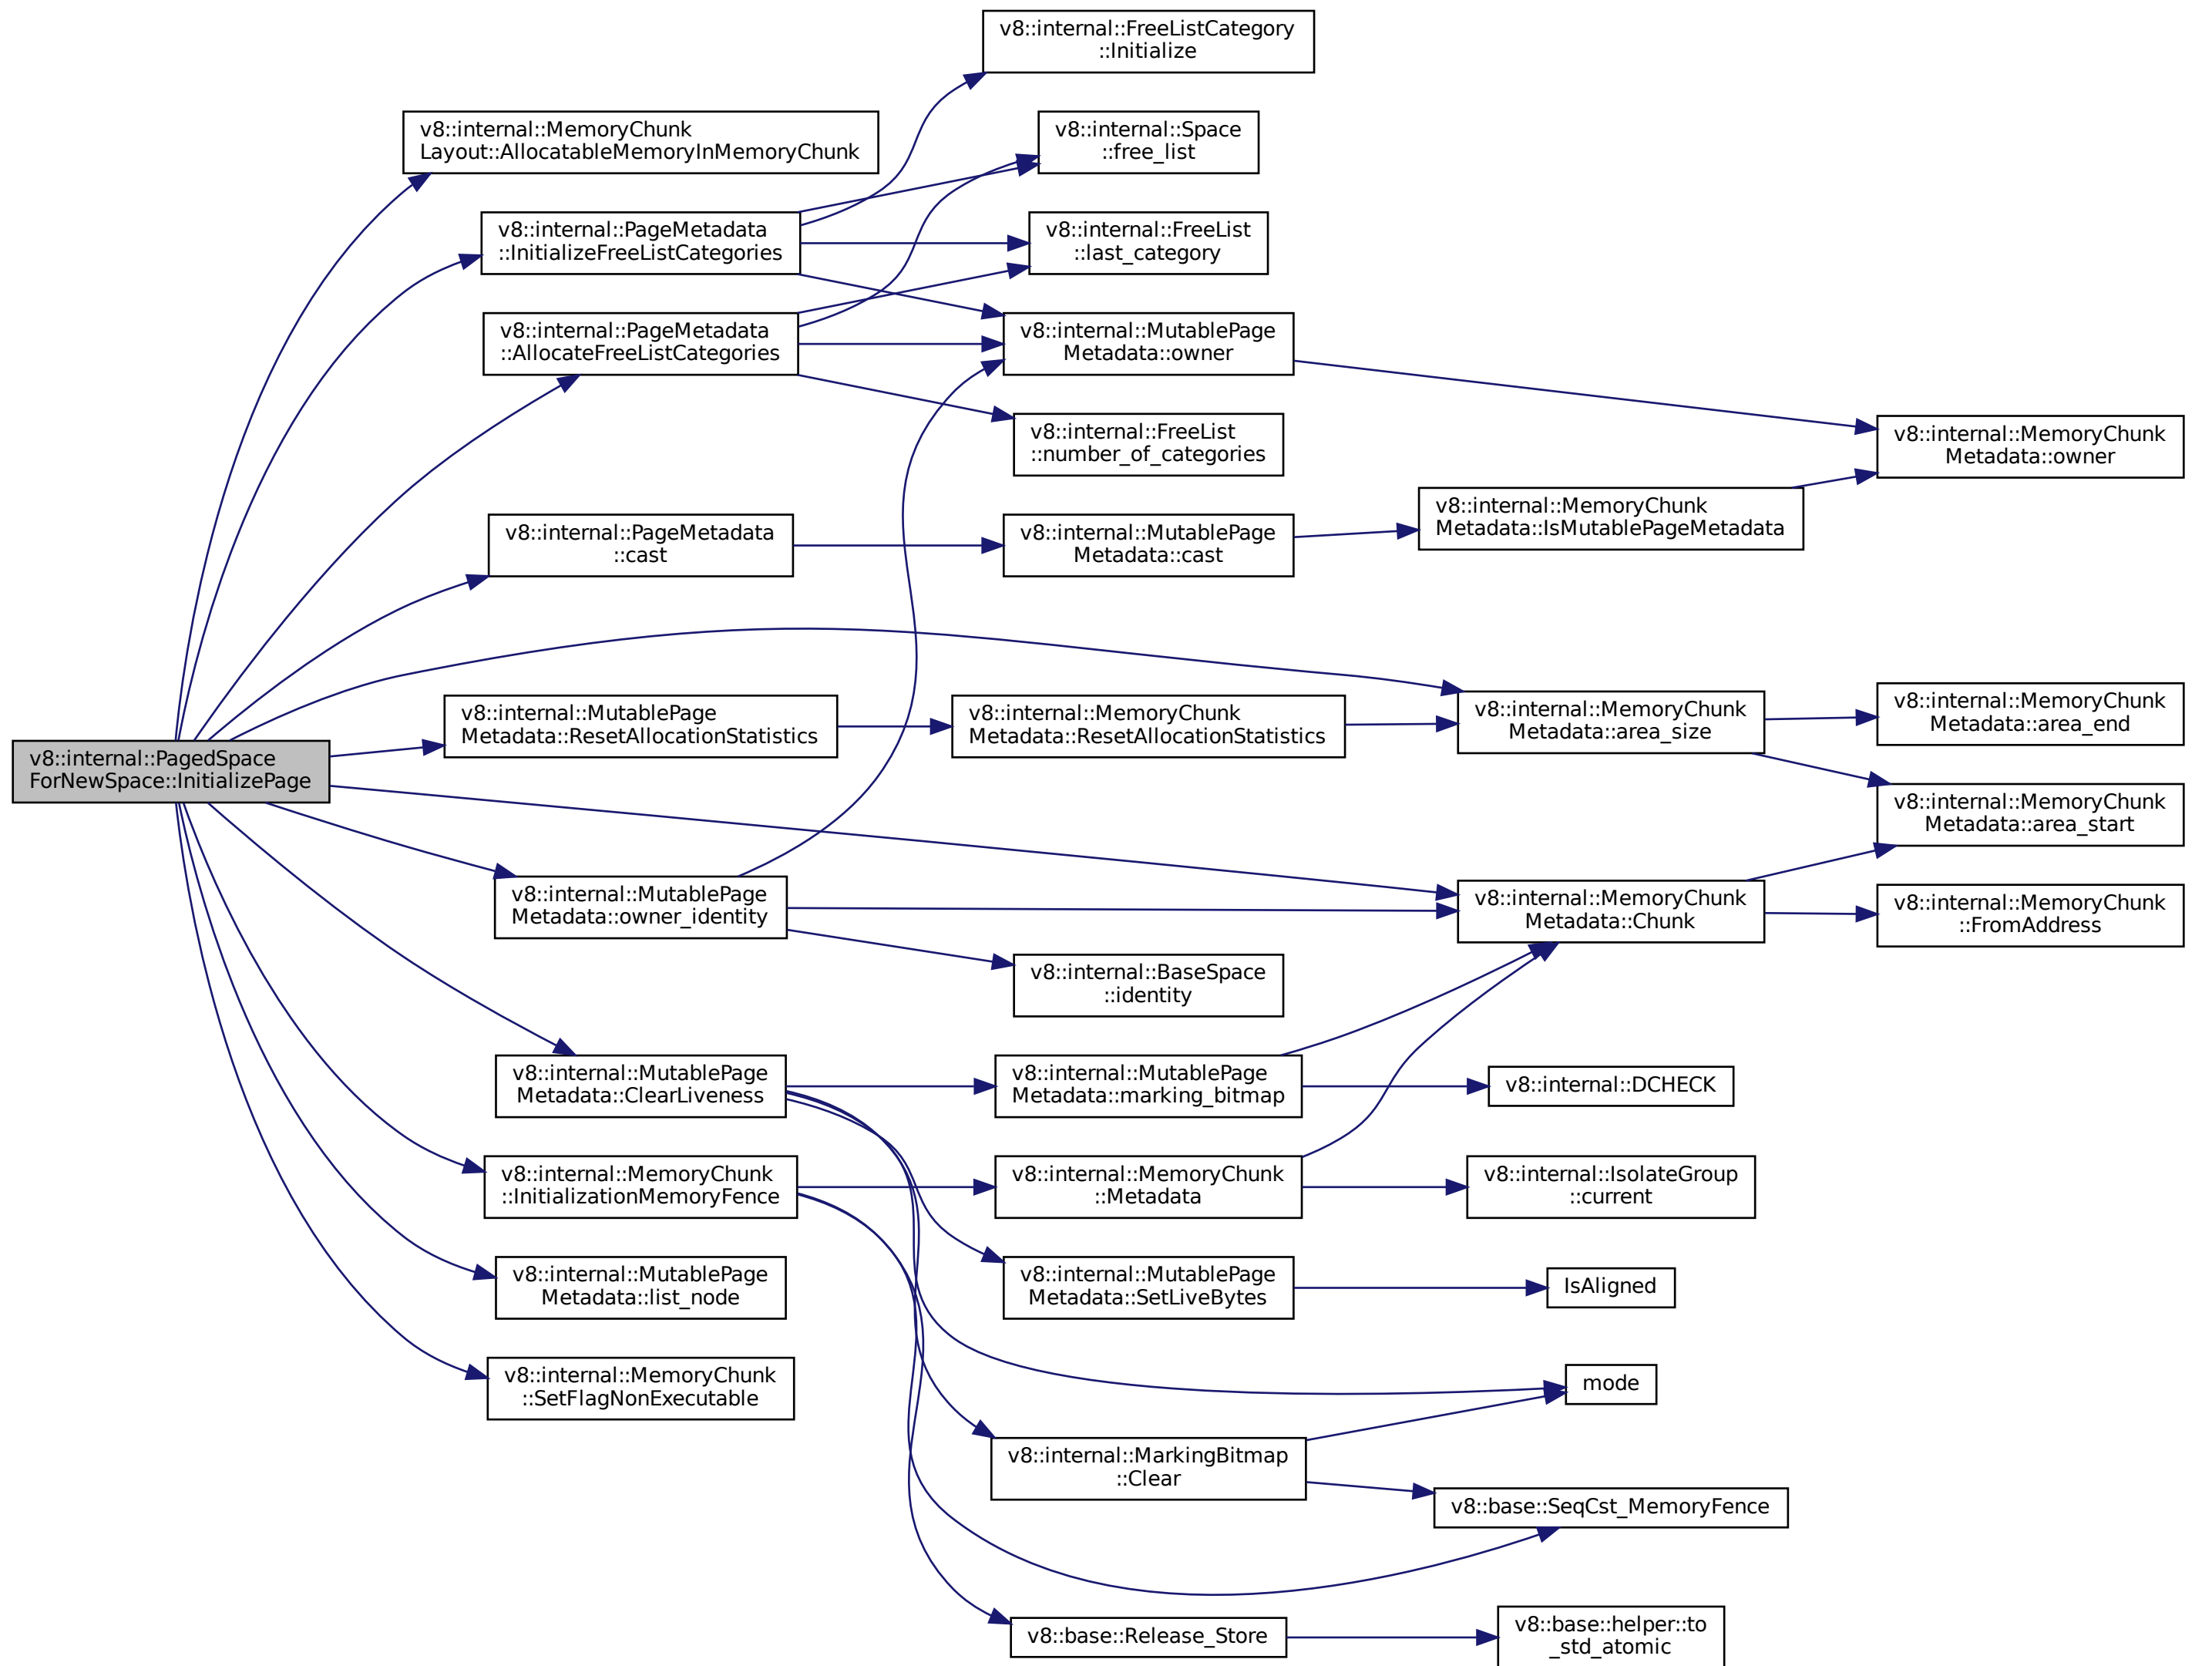 v8::internal::FreeListCategory
::Initialize
v8::internal::MemoryChunk
Layout::AllocatableMemoryInMemoryChunk
v8::internal::Space
::free_list
v8::internal::PageMetadata
::InitializeFreeListCategories
v8::internal::FreeList
::last_category
v8::internal::PageMetadata
::AllocateFreeListCategories
v8::internal::MutablePage
Metadata::owner
v8::internal::FreeList
::number_of_categories
v8::internal::MemoryChunk
Metadata::owner
v8::internal::PageMetadata
::cast
v8::internal::MutablePage
Metadata::cast
v8::internal::MemoryChunk
Metadata::IsMutablePageMetadata
v8::internal::PagedSpace
ForNewSpace::InitializePage
v8::internal::MutablePage
Metadata::ResetAllocationStatistics
v8::internal::MemoryChunk
Metadata::ResetAllocationStatistics
v8::internal::MemoryChunk
Metadata::area_size
v8::internal::MemoryChunk
Metadata::area_end
v8::internal::MemoryChunk
Metadata::area_start
v8::internal::MutablePage
Metadata::owner_identity
v8::internal::MemoryChunk
Metadata::Chunk
v8::internal::MemoryChunk
::FromAddress
v8::internal::BaseSpace
::identity
v8::internal::MutablePage
Metadata::ClearLiveness
v8::internal::MutablePage
Metadata::marking_bitmap
v8::internal::DCHECK
v8::internal::MemoryChunk
::InitializationMemoryFence
v8::internal::MemoryChunk
::Metadata
v8::internal::IsolateGroup
::current
v8::internal::MutablePage
Metadata::list_node
v8::internal::MutablePage
Metadata::SetLiveBytes
IsAligned
v8::internal::MemoryChunk
::SetFlagNonExecutable
mode
v8::internal::MarkingBitmap
::Clear
v8::base::SeqCst_MemoryFence
v8::base::Release_Store
v8::base::helper::to
_std_atomic